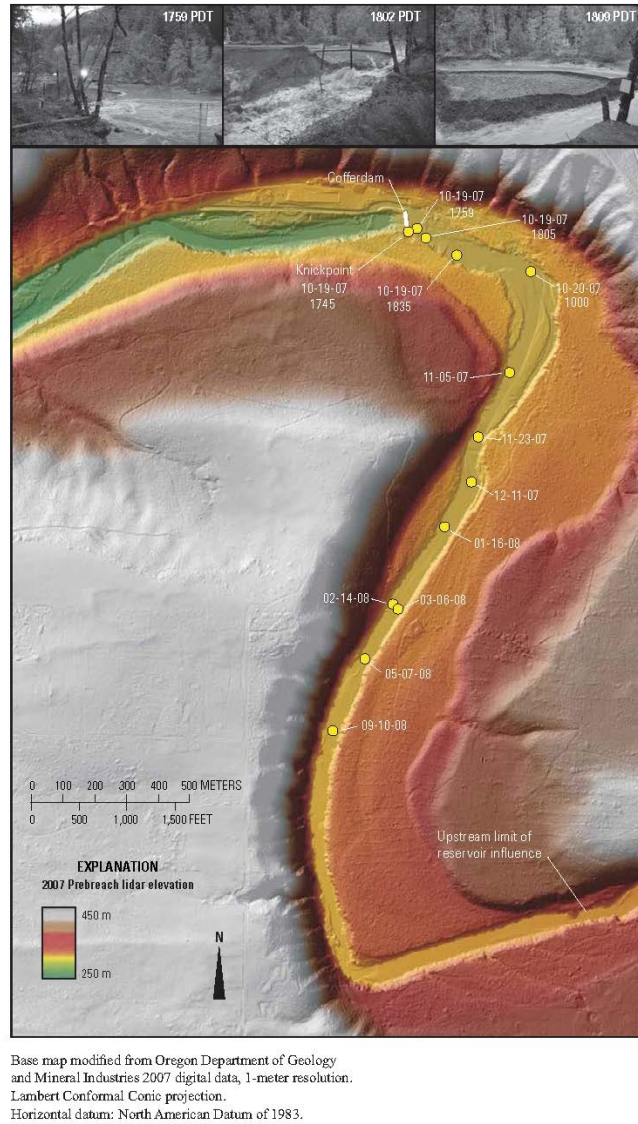 1759 PDT
1802 PDT
1809 PDT
Cofferdam
10-19-07
1759
10-19-07
1805
Knickpoint
10-19-07
1745
10-19-07
1835
10-20-07
1000
11-05-07
11-23-07
12-11-07
01-16-08
02-14-08
03-06-08
05-07-08
09-10-08
0 100 200 300 400 500 METERS
0 500 1,000 1,500 FEET
Upstream limit of
reservoir influence
EXPLANATION
2007 Prebreach lidar elevation
450 m
250 m
N
Base map modified from Oregon Department of Geology
and Mineral Industries 2007 digital data, 1-meter resolution.
Lambert Conformal Conic projection.
Horizontal datum: North American Datum of 1983.